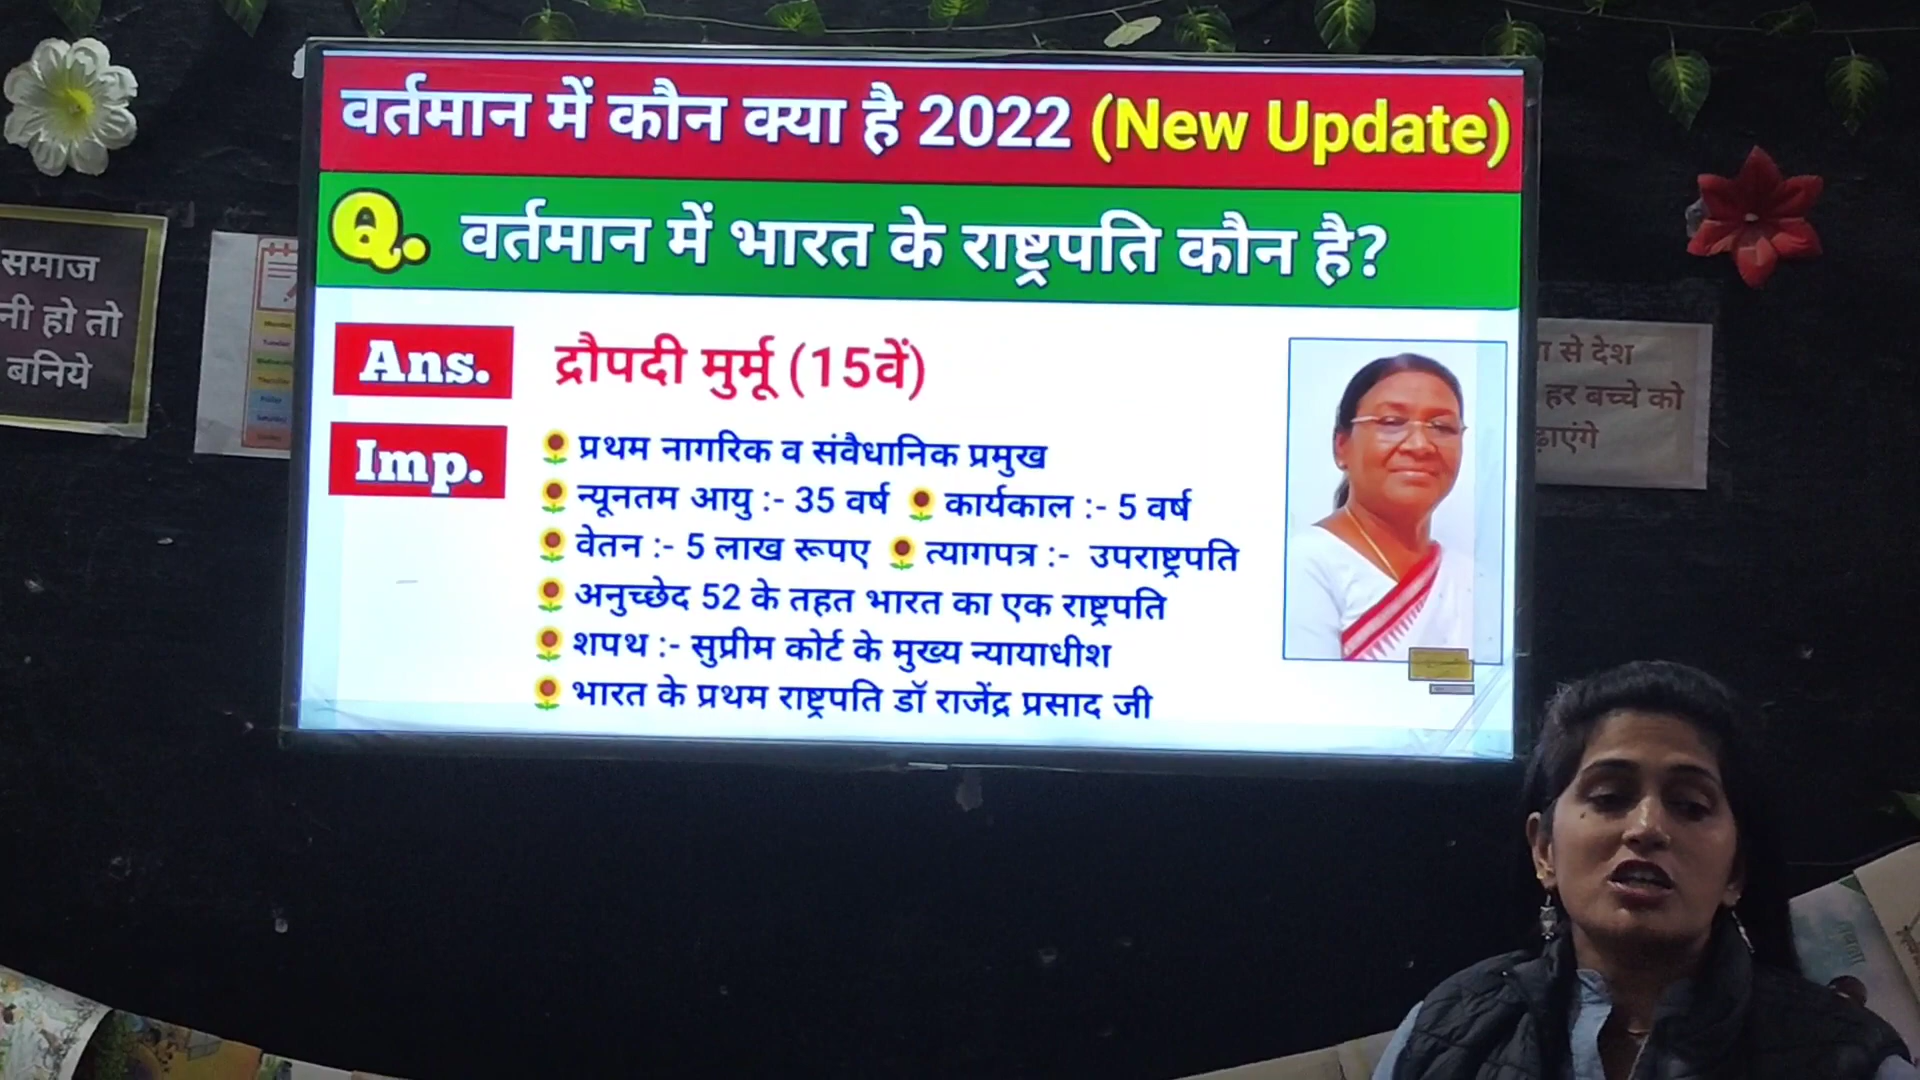 वर्तमान में कौन क्या है 2022 (New Update)
Q. वर्तमान में भारत के राष्ट्रपति कौन है?
Ans. द्रौपदी मुर्मू (15वें)
Imp. प्रथम नागरिक व संवैधानिक प्रमुख
न्यूनतम आयु :- 35 वर्ष कार्यकाल :- 5 वर्ष
वेतन :- 5 लाख रूपए त्यागपत्र :- उपराष्ट्रपति
अनुच्छेद 52 के तहत भारत का एक राष्ट्रपति
शपथ :- सुप्रीम कोर्ट के मुख्य न्यायाधीश
भारत के प्रथम राष्ट्रपति डॉ राजेंद्र प्रसाद जी
समाज
नी हो तो
बनिये
से देश
हर बच्चे को